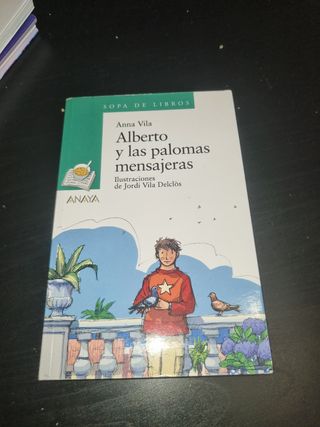 SOPA DE LIBROS
Anna Vila
Alberto
y las palomas
mensajeras
Ilustraciones
de Jordi Vila Delclòs
ANAYA